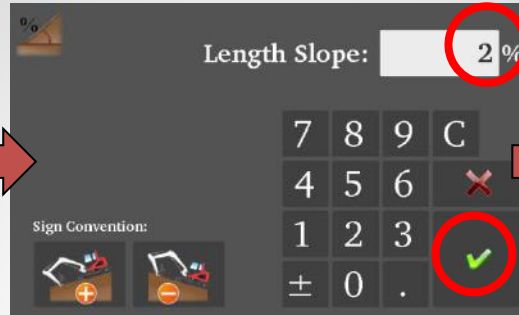 %
Length Slope: 2 %
7 8 9 C
4 5 6
Sign Convention:
1 2 3
± 0 .